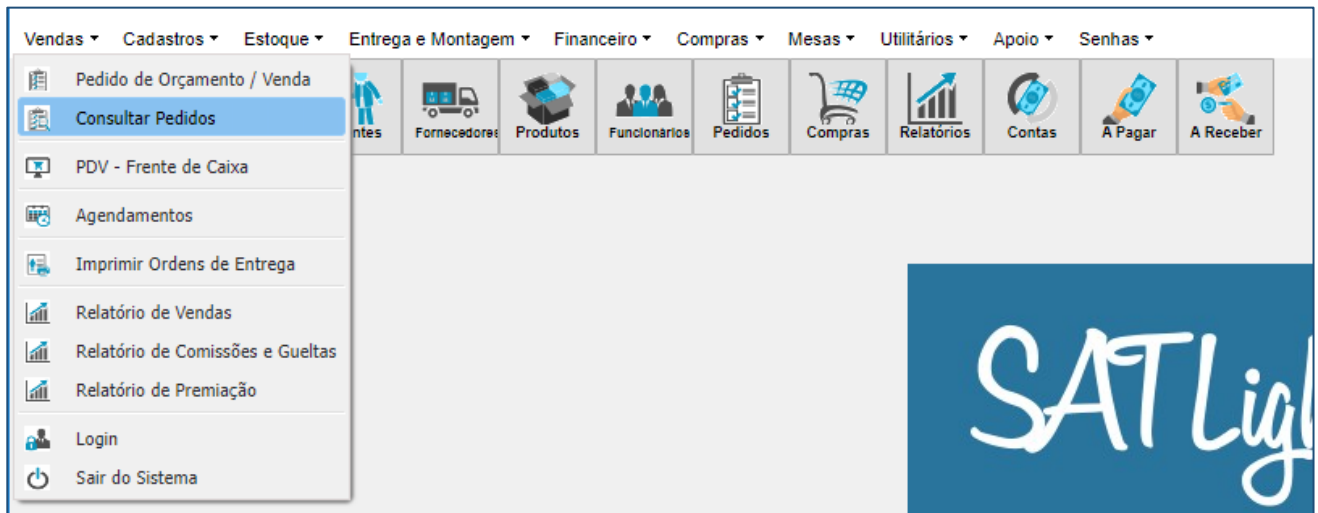 Vendas Cadastros Estoque Entrega e Montagem Financeiro Compras Mesas Utilitários Apoio Senhas
Pedido de Orçamento / Venda
Consultar Pedidos
PDV - Frente de Caixa
Agendamentos
Imprimir Ordens de Entrega
Relatório de Vendas
Relatório de Comissões e Gueltas
Relatório de Premiação
Login
Sair do Sistema
ntes Fornecedores Produtos Funcionários Pedidos Compras Relatórios Contas A Pagar A Receber
SATLig